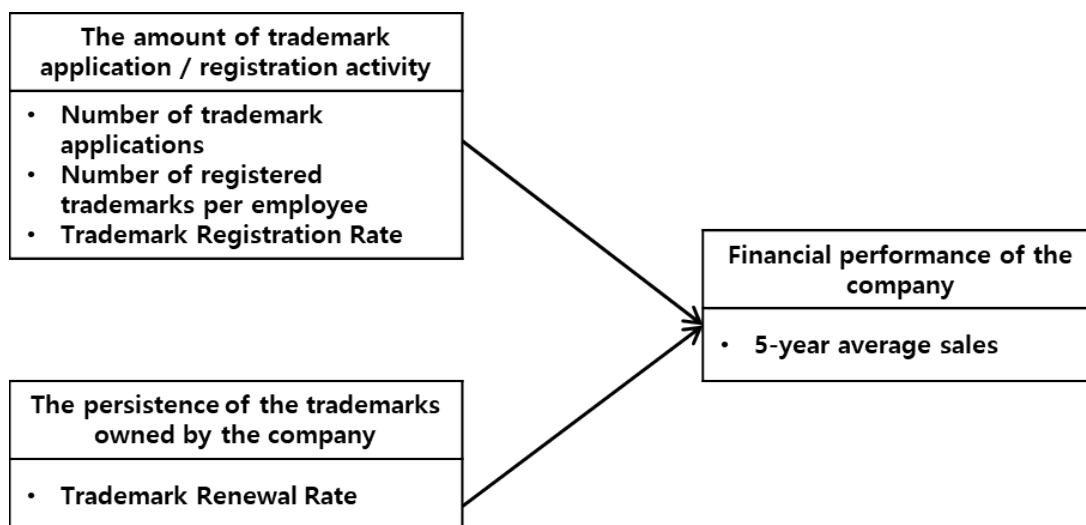 The amount of trademark
application / registration activity
• Number of trademark
applications
• Number of registered
trademarks per employee
• Trademark Registration Rate
Financial performance of the
company
• 5-year average sales
The persistence of the trademarks
owned by the company
• Trademark Renewal Rate